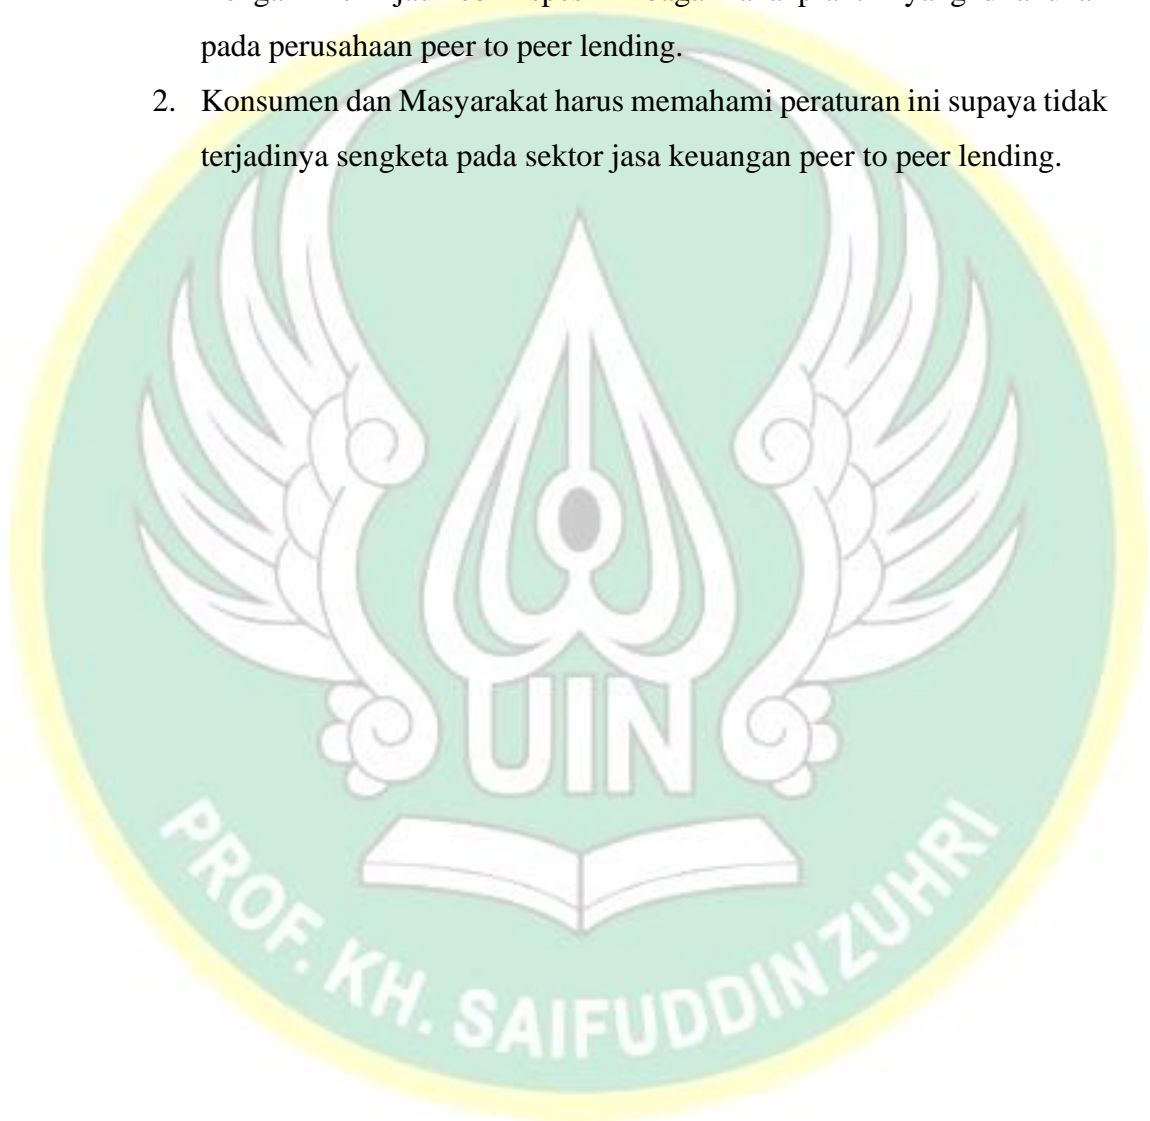 pada perusahaan peer to peer lending.
2. Konsumen dan Masyarakat harus memahami peraturan ini supaya tidak
terjadinya sengketa pada sektor jasa keuangan peer to peer lending.
UIN
PROF. KH. SAIFUDDIN ZUHRI